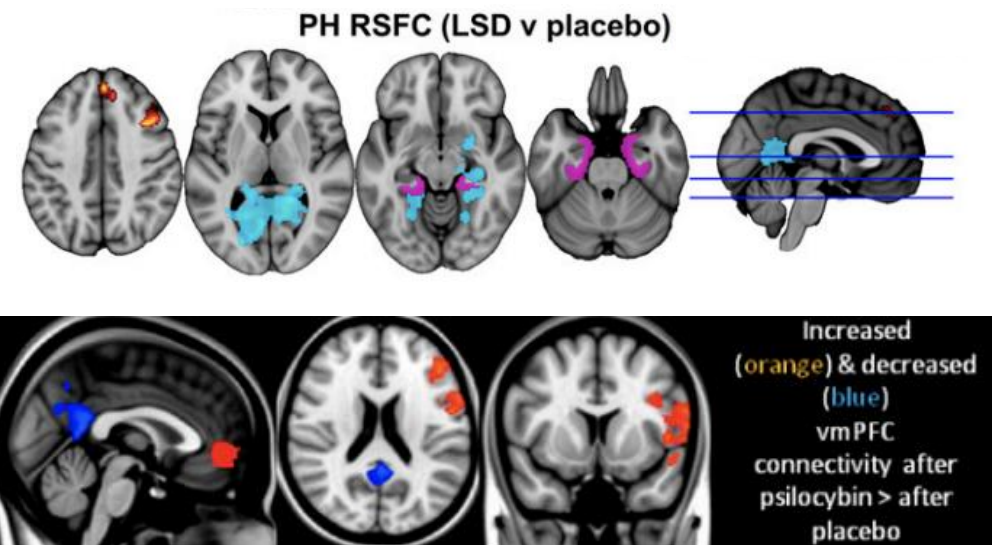 PH RSFC (LSD v placebo)
Increased
(orange) & decreased
(blue)
vmPFC
connectivity after
psilocybin > after
placebo